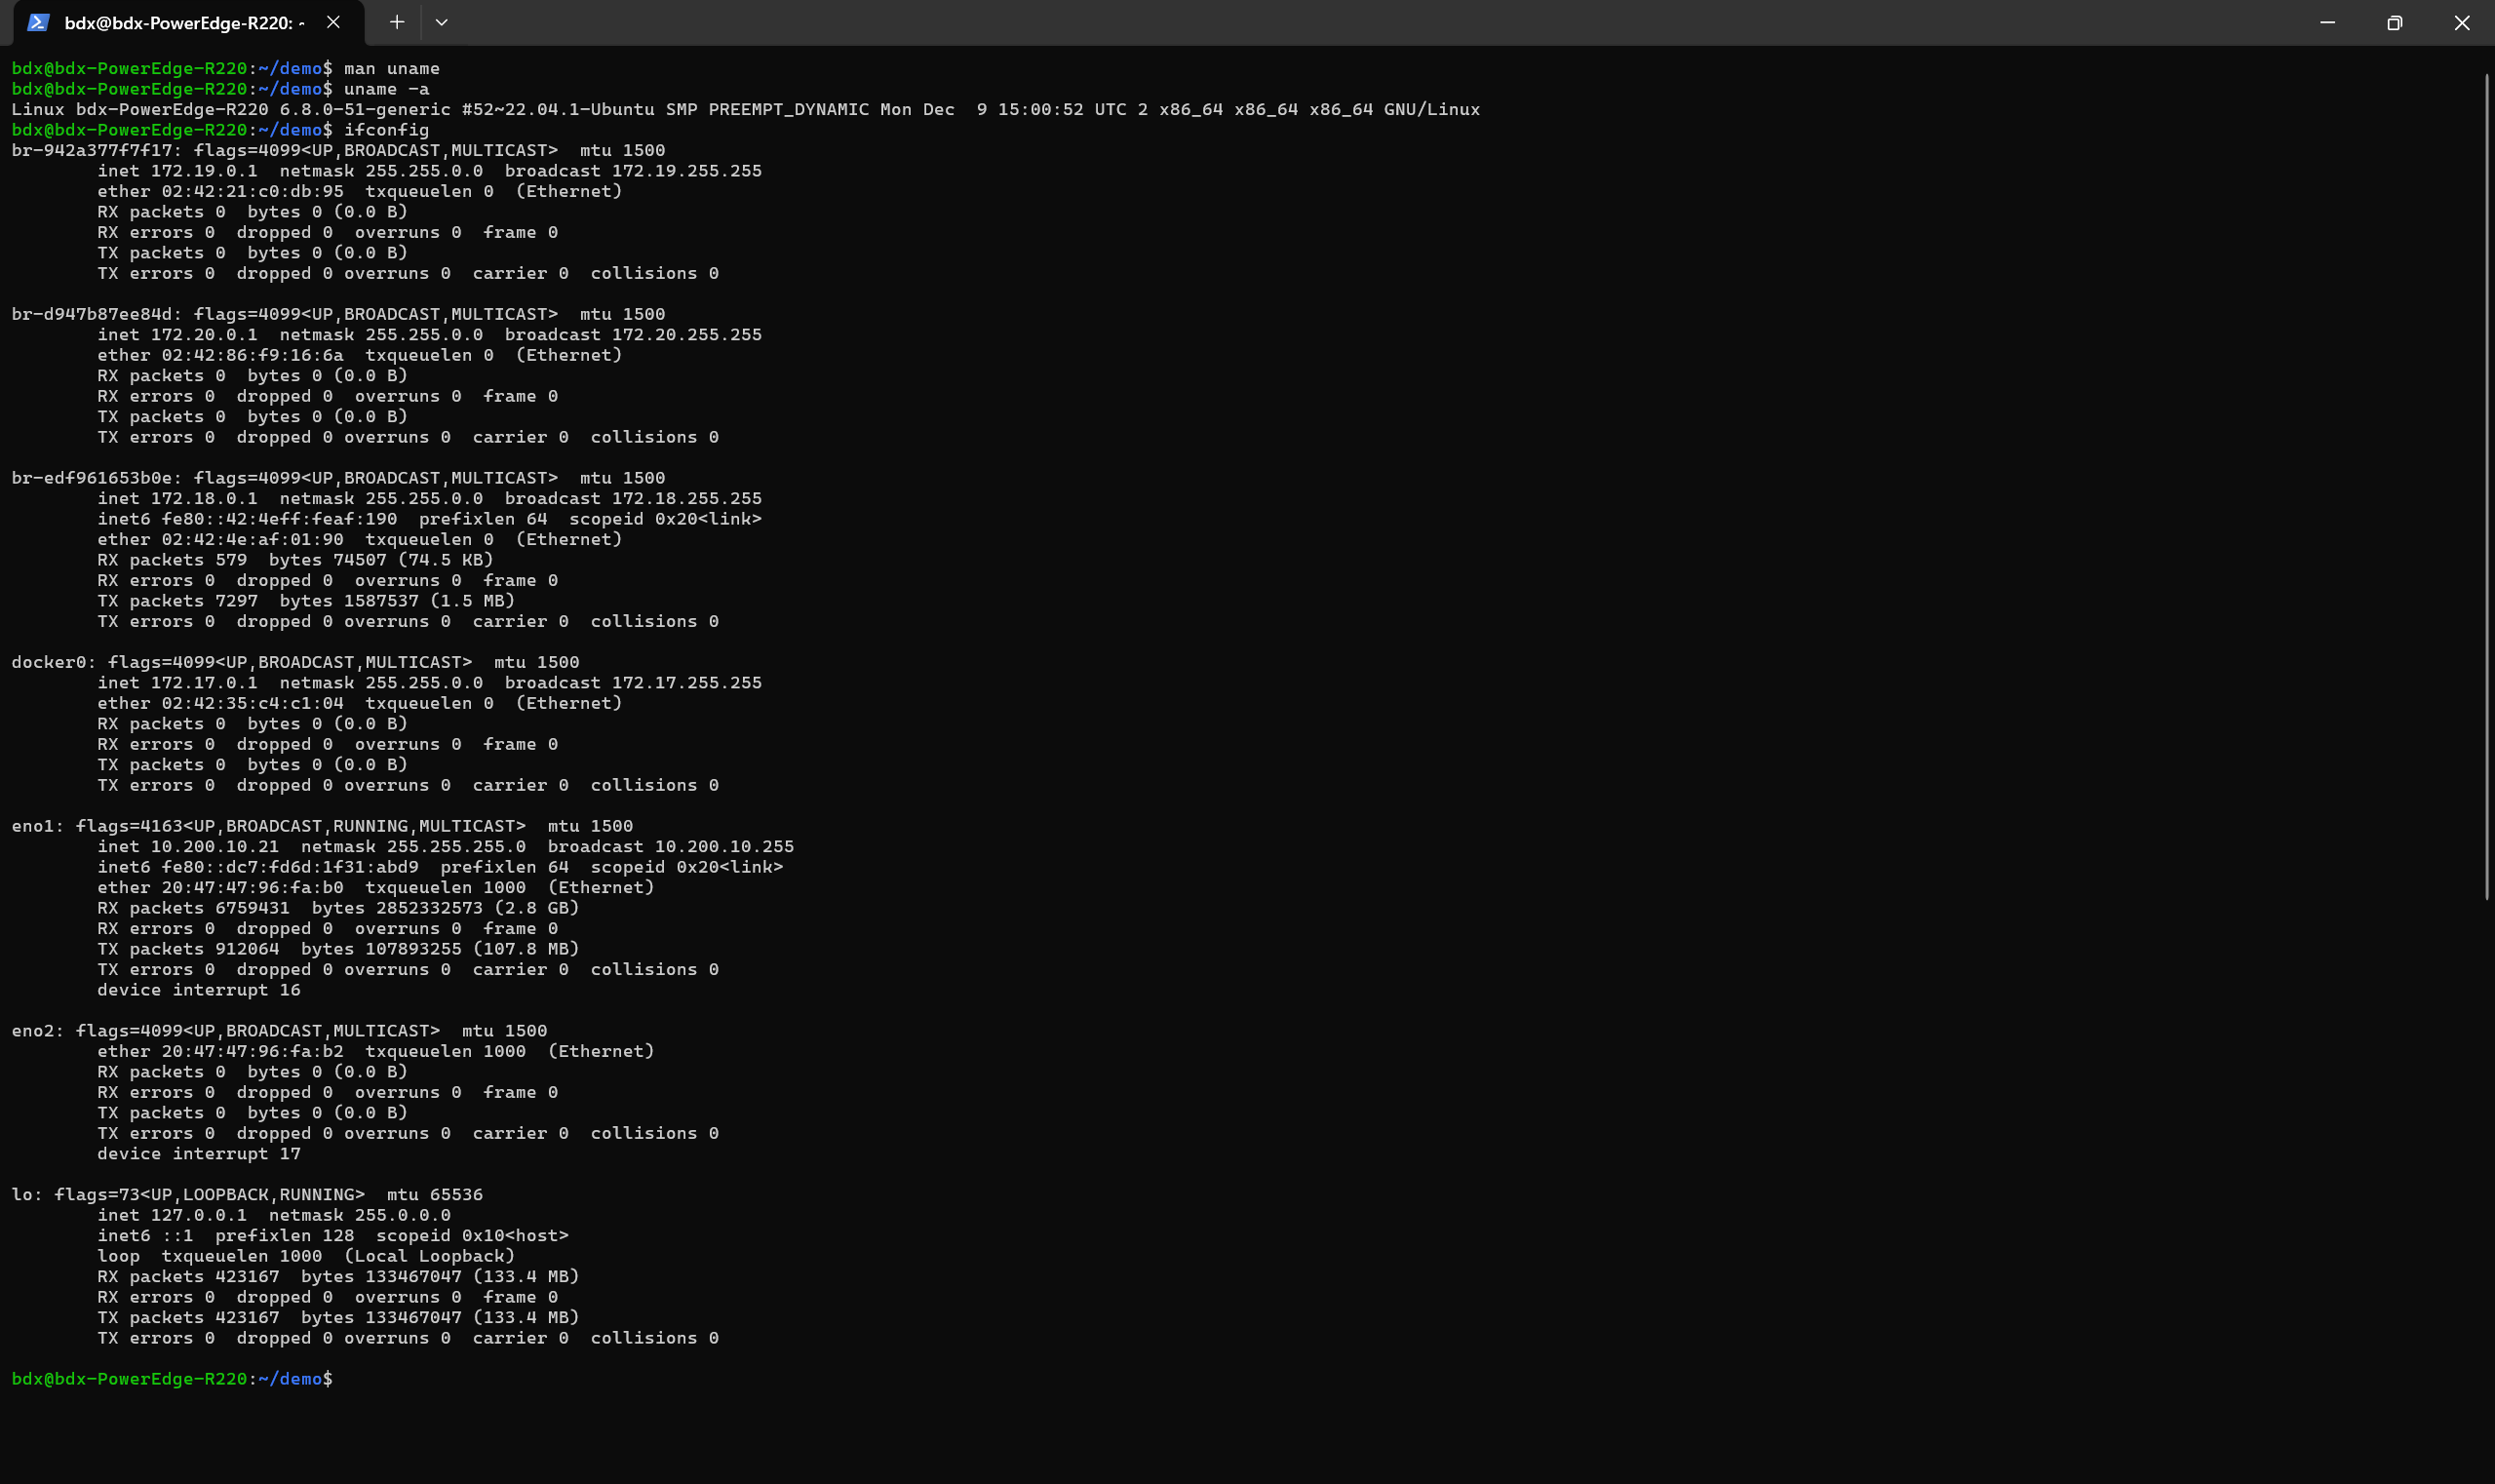 bdx@bdx-PowerEdge-R220: ~
bdx@bdx-PowerEdge-R220:~/demo$ man uname
bdx@bdx-PowerEdge-R220:~/demo$ uname -a
Linux bdx-PowerEdge-R220 6.8.0-51-generic #52~22.04.1-Ubuntu SMP PREEMPT_DYNAMIC Mon Dec  9 15:00:52 UTC 2 x86_64 x86_64 x86_64 GNU/Linux
bdx@bdx-PowerEdge-R220:~/demo$ ifconfig
br-942a377f7f17: flags=4099<UP,BROADCAST,MULTICAST>  mtu 1500
        inet 172.19.0.1  netmask 255.255.0.0  broadcast 172.19.255.255
        ether 02:42:21:c0:db:95  txqueuelen 0  (Ethernet)
        RX packets 0  bytes 0 (0.0 B)
        RX errors 0  dropped 0  overruns 0  frame 0
        TX packets 0  bytes 0 (0.0 B)
        TX errors 0  dropped 0 overruns 0  carrier 0  collisions 0

br-d947b87ee84d: flags=4099<UP,BROADCAST,MULTICAST>  mtu 1500
        inet 172.20.0.1  netmask 255.255.0.0  broadcast 172.20.255.255
        ether 02:42:86:f9:16:6a  txqueuelen 0  (Ethernet)
        RX packets 0  bytes 0 (0.0 B)
        RX errors 0  dropped 0  overruns 0  frame 0
        TX packets 0  bytes 0 (0.0 B)
        TX errors 0  dropped 0 overruns 0  carrier 0  collisions 0

br-edf961653b0e: flags=4099<UP,BROADCAST,MULTICAST>  mtu 1500
        inet 172.18.0.1  netmask 255.255.0.0  broadcast 172.18.255.255
        inet6 fe80::42:4eff:feaf:190  prefixlen 64  scopeid 0x20<link>
        ether 02:42:4e:af:01:90  txqueuelen 0  (Ethernet)
        RX packets 579  bytes 74507 (74.5 KB)
        RX errors 0  dropped 0  overruns 0  frame 0
        TX packets 7297  bytes 1587537 (1.5 MB)
        TX errors 0  dropped 0 overruns 0  carrier 0  collisions 0

docker0: flags=4099<UP,BROADCAST,MULTICAST>  mtu 1500
        inet 172.17.0.1  netmask 255.255.0.0  broadcast 172.17.255.255
        ether 02:42:35:c4:c1:04  txqueuelen 0  (Ethernet)
        RX packets 0  bytes 0 (0.0 B)
        RX errors 0  dropped 0  overruns 0  frame 0
        TX packets 0  bytes 0 (0.0 B)
        TX errors 0  dropped 0 overruns 0  carrier 0  collisions 0

eno1: flags=4163<UP,BROADCAST,RUNNING,MULTICAST>  mtu 1500
        inet 10.200.10.21  netmask 255.255.255.0  broadcast 10.200.10.255
        inet6 fe80::dc7:fd6d:1f31:abd9  prefixlen 64  scopeid 0x20<link>
        ether 20:47:47:96:fa:b0  txqueuelen 1000  (Ethernet)
        RX packets 6759431  bytes 2852332573 (2.8 GB)
        RX errors 0  dropped 0  overruns 0  frame 0
        TX packets 912064  bytes 107893255 (107.8 MB)
        TX errors 0  dropped 0 overruns 0  carrier 0  collisions 0
        device interrupt 16

eno2: flags=4099<UP,BROADCAST,MULTICAST>  mtu 1500
        ether 20:47:47:96:fa:b2  txqueuelen 1000  (Ethernet)
        RX packets 0  bytes 0 (0.0 B)
        RX errors 0  dropped 0  overruns 0  frame 0
        TX packets 0  bytes 0 (0.0 B)
        TX errors 0  dropped 0 overruns 0  carrier 0  collisions 0
        device interrupt 17

lo: flags=73<UP,LOOPBACK,RUNNING>  mtu 65536
        inet 127.0.0.1  netmask 255.0.0.0
        inet6 ::1  prefixlen 128  scopeid 0x10<host>
        loop  txqueuelen 1000  (Local Loopback)
        RX packets 423167  bytes 133467047 (133.4 MB)
        RX errors 0  dropped 0  overruns 0  frame 0
        TX packets 423167  bytes 133467047 (133.4 MB)
        TX errors 0  dropped 0 overruns 0  carrier 0  collisions 0

bdx@bdx-PowerEdge-R220:~/demo$